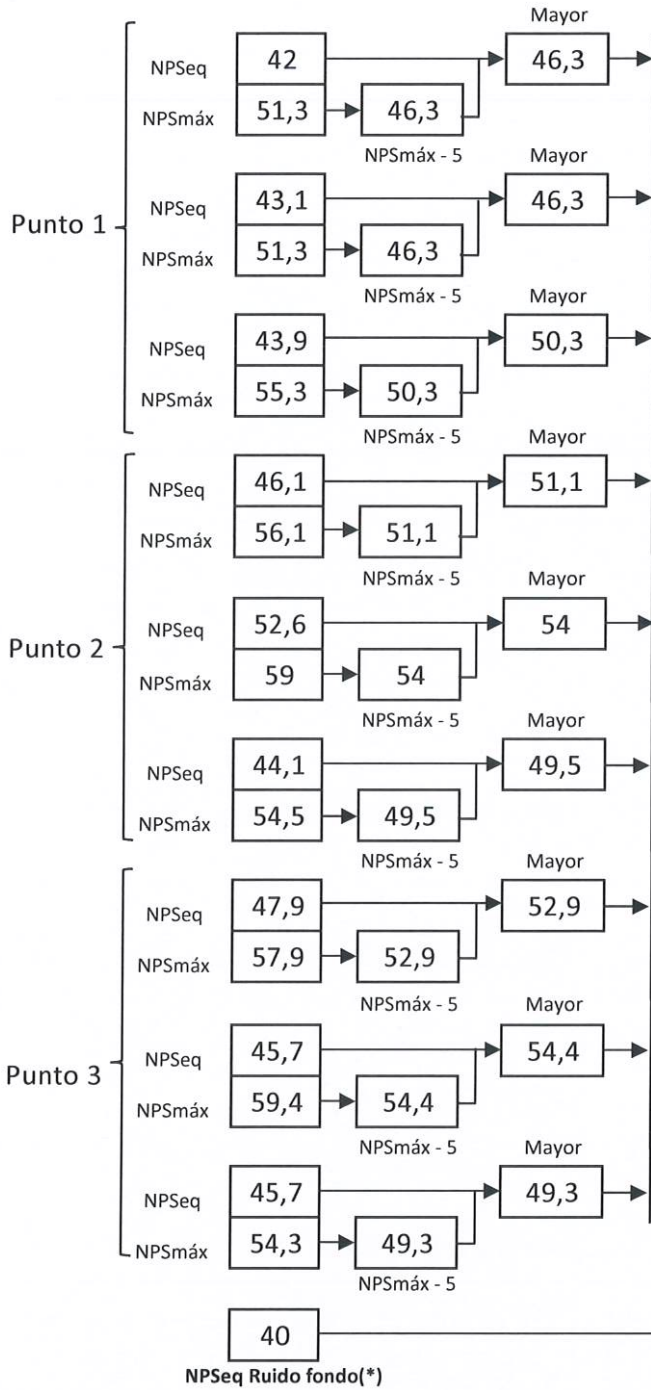 Mayor
NPSeq 42 46,3
NPSmáx 51,3 46,3
NPSmáx - 5
Mayor
Punto 1 NPSeq 43,1 46,3
NPSmáx 51,3 46,3
NPSmáx - 5
Mayor
NPSeq 43,9 50,3
NPSmáx 55,3 50,3
NPSmáx - 5
Mayor
NPSeq 46,1 51,1
NPSmáx 56,1 51,1
NPSmáx - 5
Mayor
Punto 2 NPSeq 52,6 54
NPSmáx 59 54
NPSmáx - 5
Mayor
NPSeq 44,1 49,5
NPSmáx 54,5 49,5
NPSmáx - 5
Mayor
NPSeq 47,9 52,9
NPSmáx 57,9 52,9
NPSmáx - 5
Mayor
Punto 3 NPSeq 45,7 54,4
NPSmáx 59,4 54,4
NPSmáx - 5
Mayor
NPSeq 45,7 49,3
NPSmáx 54,3 49,3
NPSmáx - 5
40
NPSeq Ruido fondo(*)